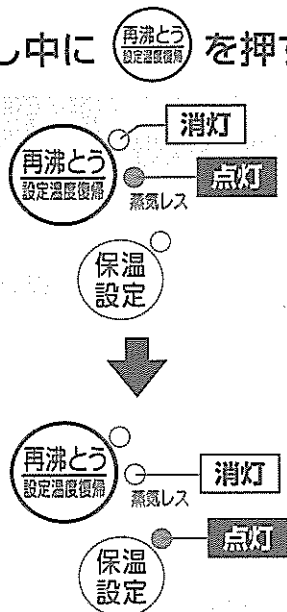 し中に 再沸とう 設定温度復帰 を押す
消灯
再沸とう
設定温度復帰
点灯
蒸気レス
保温
設定
再沸とう
設定温度復帰
消灯
蒸気レス
点灯
保温
設定